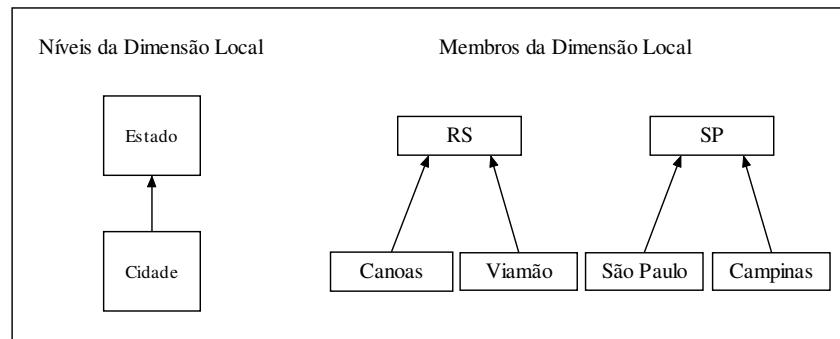 Níveis da Dimensão Local
Membros da Dimensão Local
Estado
RS
SP
Cidade
Canoas
Viamão
São Paulo
Campinas